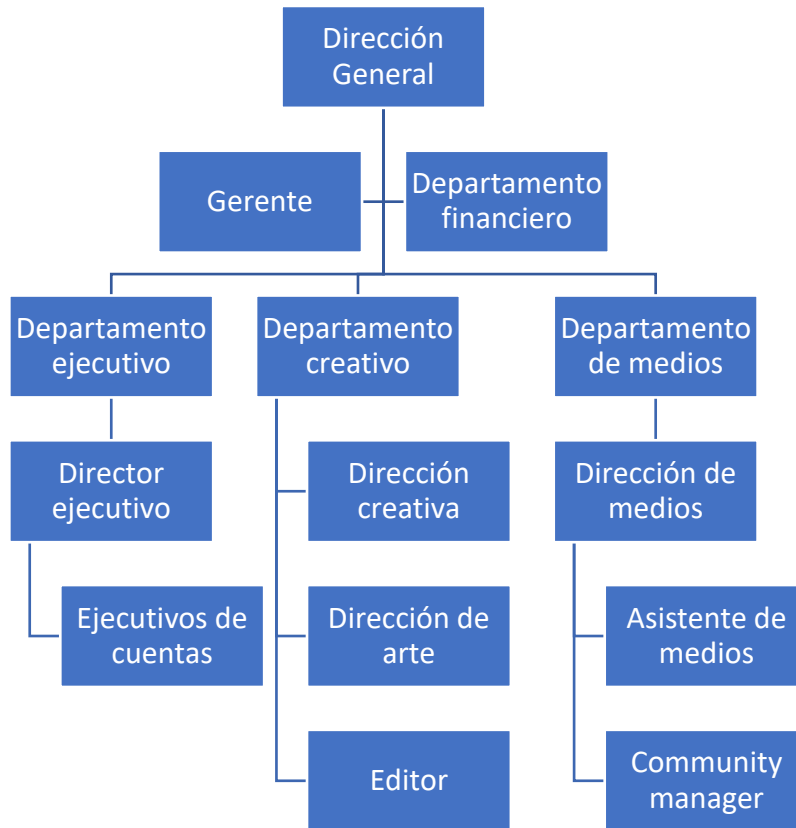 Dirección
General
Gerente
Departamento
financiero
Departamento
ejecutivo
Departamento
creativo
Departamento
de medios
Director
ejecutivo
Dirección
creativa
Dirección de
medios
Ejecutivos de
cuentas
Dirección de
arte
Asistente de
medios
Editor
Community
manager